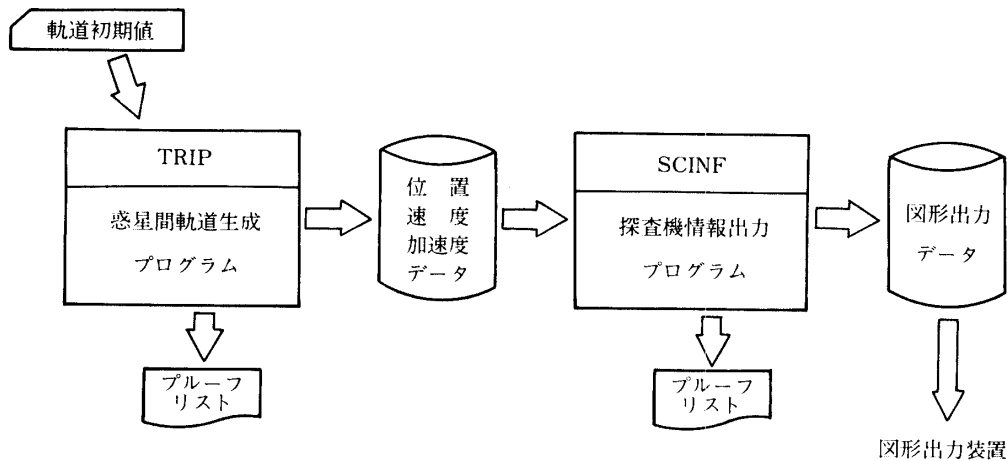 軌道初期値
TRIP
惑星間軌道生成
プログラム
プルーフ
リスト
位置
速度
加速度
データ
SCINF
探査機情報出力
プログラム
プルーフ
リスト
図形出力
データ
図形出力装置